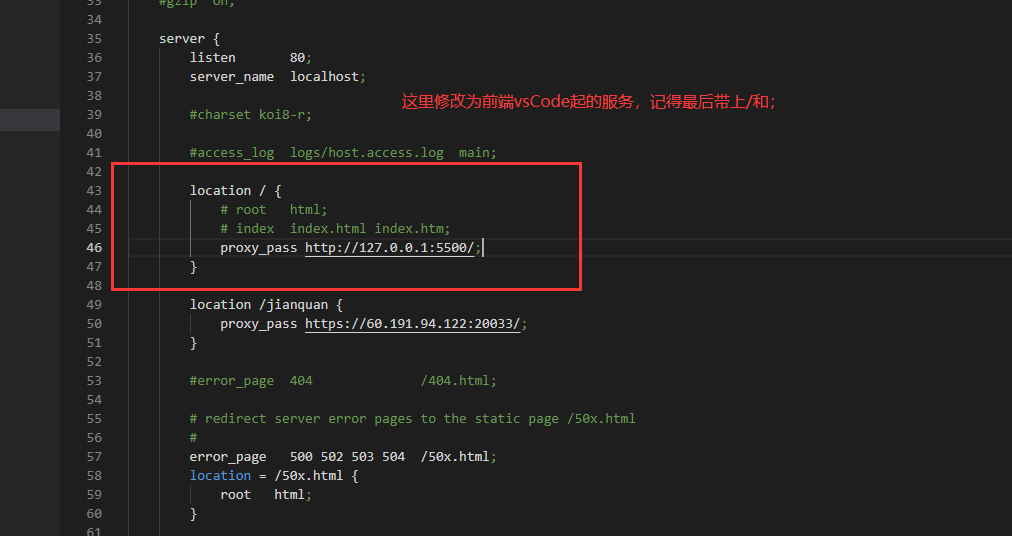 33 #gzip on;
34
35 server {
36 listen 80;
37 server_name localhost;
38
这里修改为前端vsCode起的服务，记得最后带上/和;
39 #charset koi8-r;
40
41 #access_log logs/host.access.log main;
42
43 location / {
44 # root html;
45 # index index.html index.htm;
46 proxy_pass http://127.0.0.1:5500/;
47 }
48
49 location /jianquan {
50 proxy_pass https://60.191.94.122:20033/;
51 }
52
53 #error_page 404 /404.html;
54
55 # redirect server error pages to the static page /50x.html
56 #
57 error_page 500 502 503 504 /50x.html;
58 location = /50x.html {
59 root html;
60 }
61